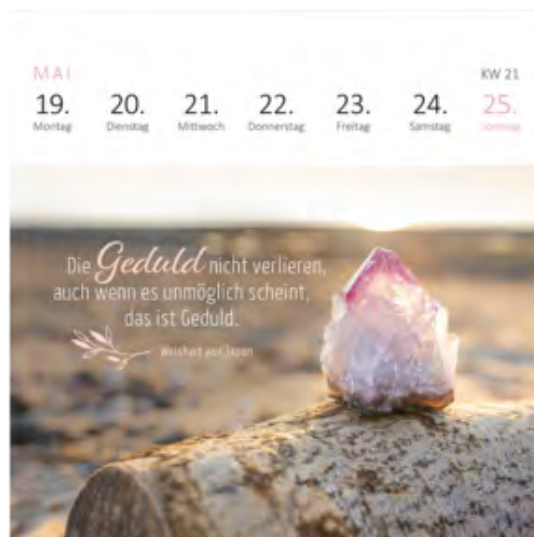 MAI
KW 21
19. 20. 21. 22. 23. 24. 25.
Montag Dienstag Mittwoch Donnerstag Freitag Samstag Sonntag
Die Geduld nicht verlieren,
auch wenn es unmöglich scheint,
das ist Geduld.
Weisheit aus Japan